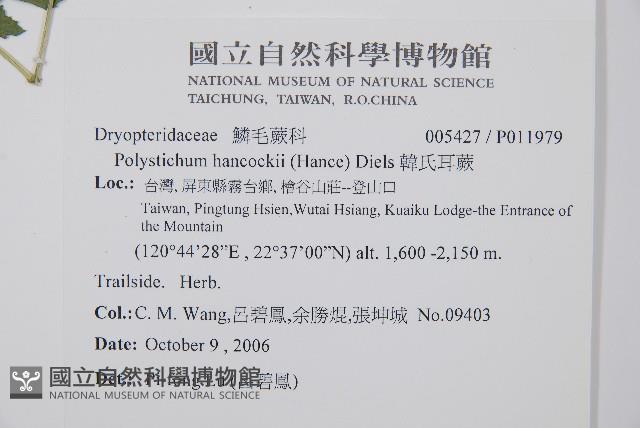 國立自然科學博物館
NATIONAL MUSEUM OF NATURAL SCIENCE
TAICHUNG, TAIWAN, R.O.CHINA
Dryopteridaceae 鱗毛蕨科 005427 / P011979
Polystichum hancockii (Hance) Diels 韓氏耳蕨
Loc.: 台灣, 屏東縣霧台鄉, 檜谷山莊--登山口
Taiwan, Pingtung Hsien,Wutai Hsiang, Kuaiku Lodge-the Entrance of
the Mountain
(120°44'28”E , 22°37'00”N) alt. 1,600 -2,150 m.
Trailside. Herb.
Col.:C. M. Wang,呂碧鳳,余勝焜,張坤城 No.09403
Date: October 9 , 2006
Det.: (呂碧鳳)
國立自然科學博物館
NATIONAL MUSEUM OF NATURAL SCIENCE